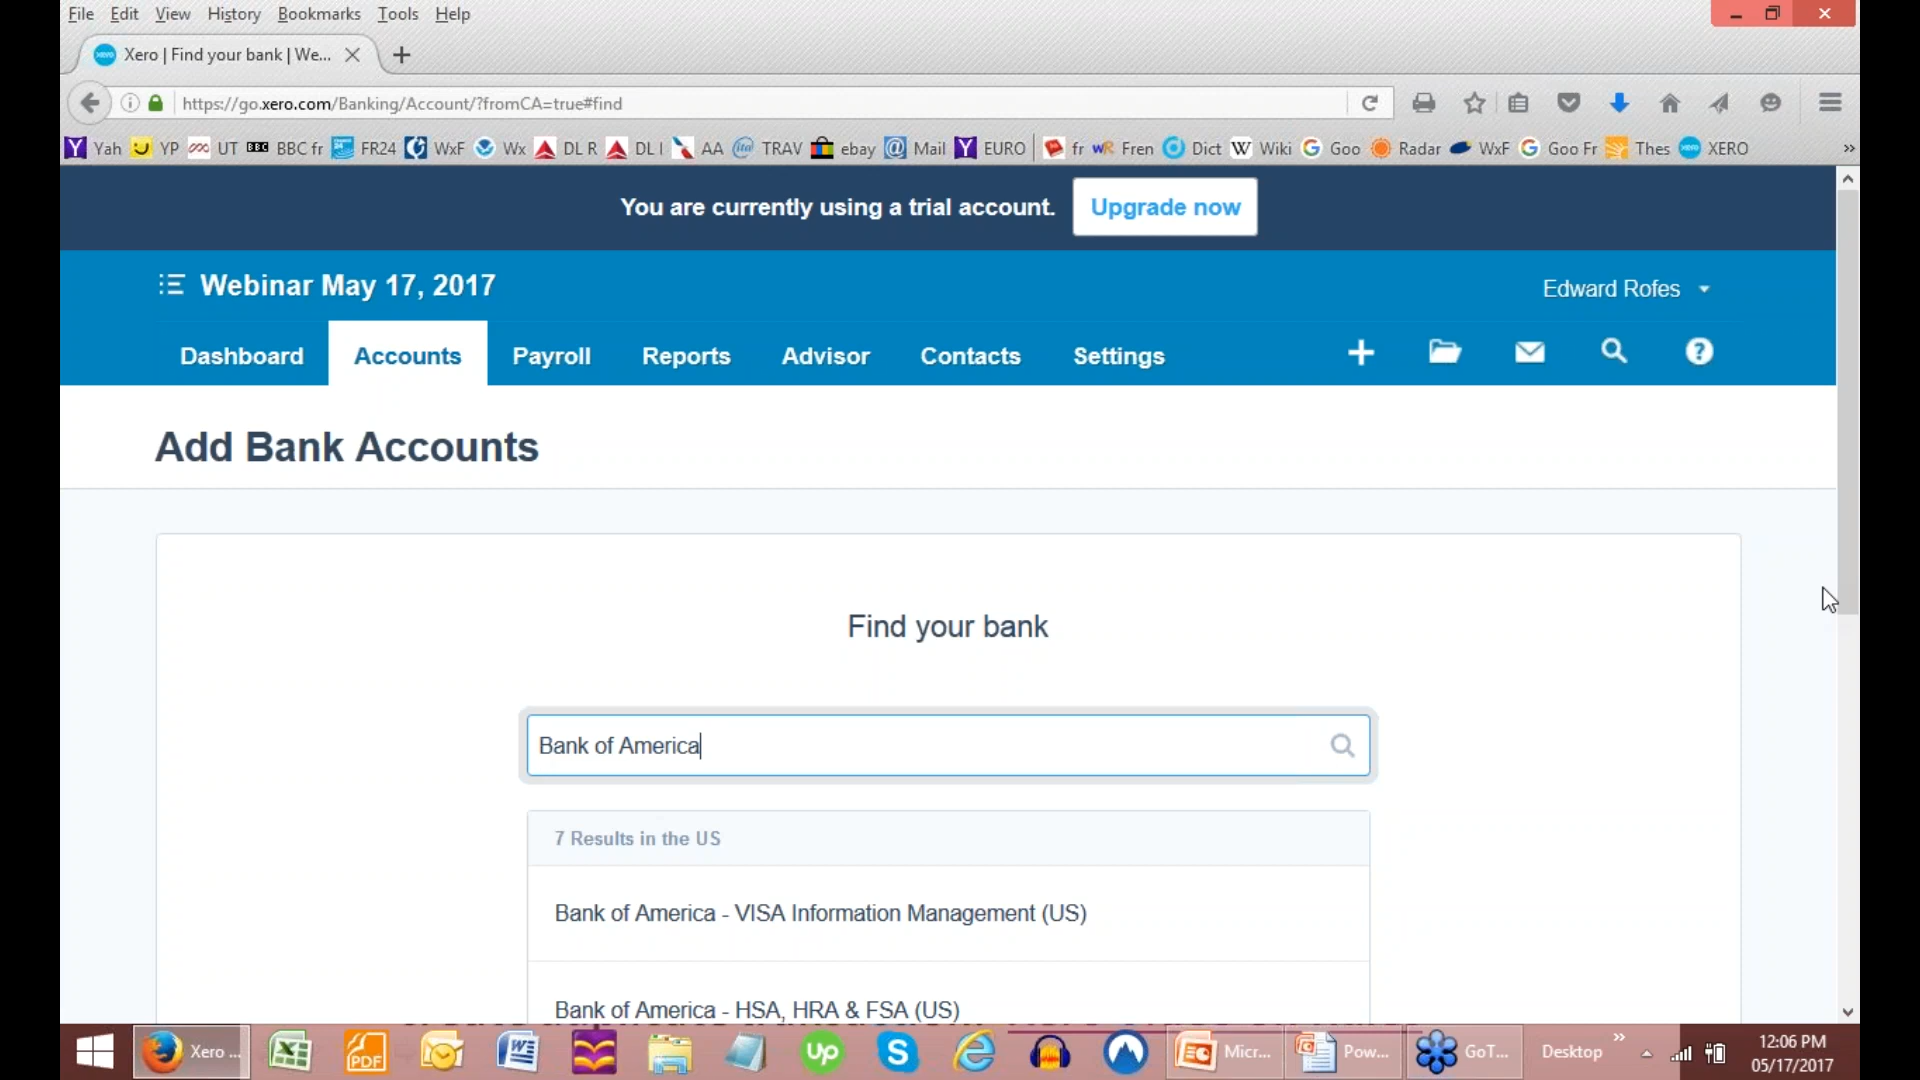 File Edit View History Bookmarks Tools Help
Xero | Find your bank | We...
https://go.xero.com/Banking/Account/?fromCA=true#find
Yah YP UT BBC fr FR24 WxF Wx DL R DL I AA TRAV ebay Mail EURO fr Fren Dict Wiki Goo Radar WxF Goo Fr Thes XERO »
You are currently using a trial account. Upgrade now
Webinar May 17, 2017
Edward Rofes
Dashboard Accounts Payroll Reports Advisor Contacts Settings
Add Bank Accounts
Find your bank
Bank of America
7 Results in the US
Bank of America - VISA Information Management (US)
Bank of America - HSA, HRA & FSA (US)
Xero ... Micr... Pow... GoT... Desktop »
12:06 PM
05/17/2017